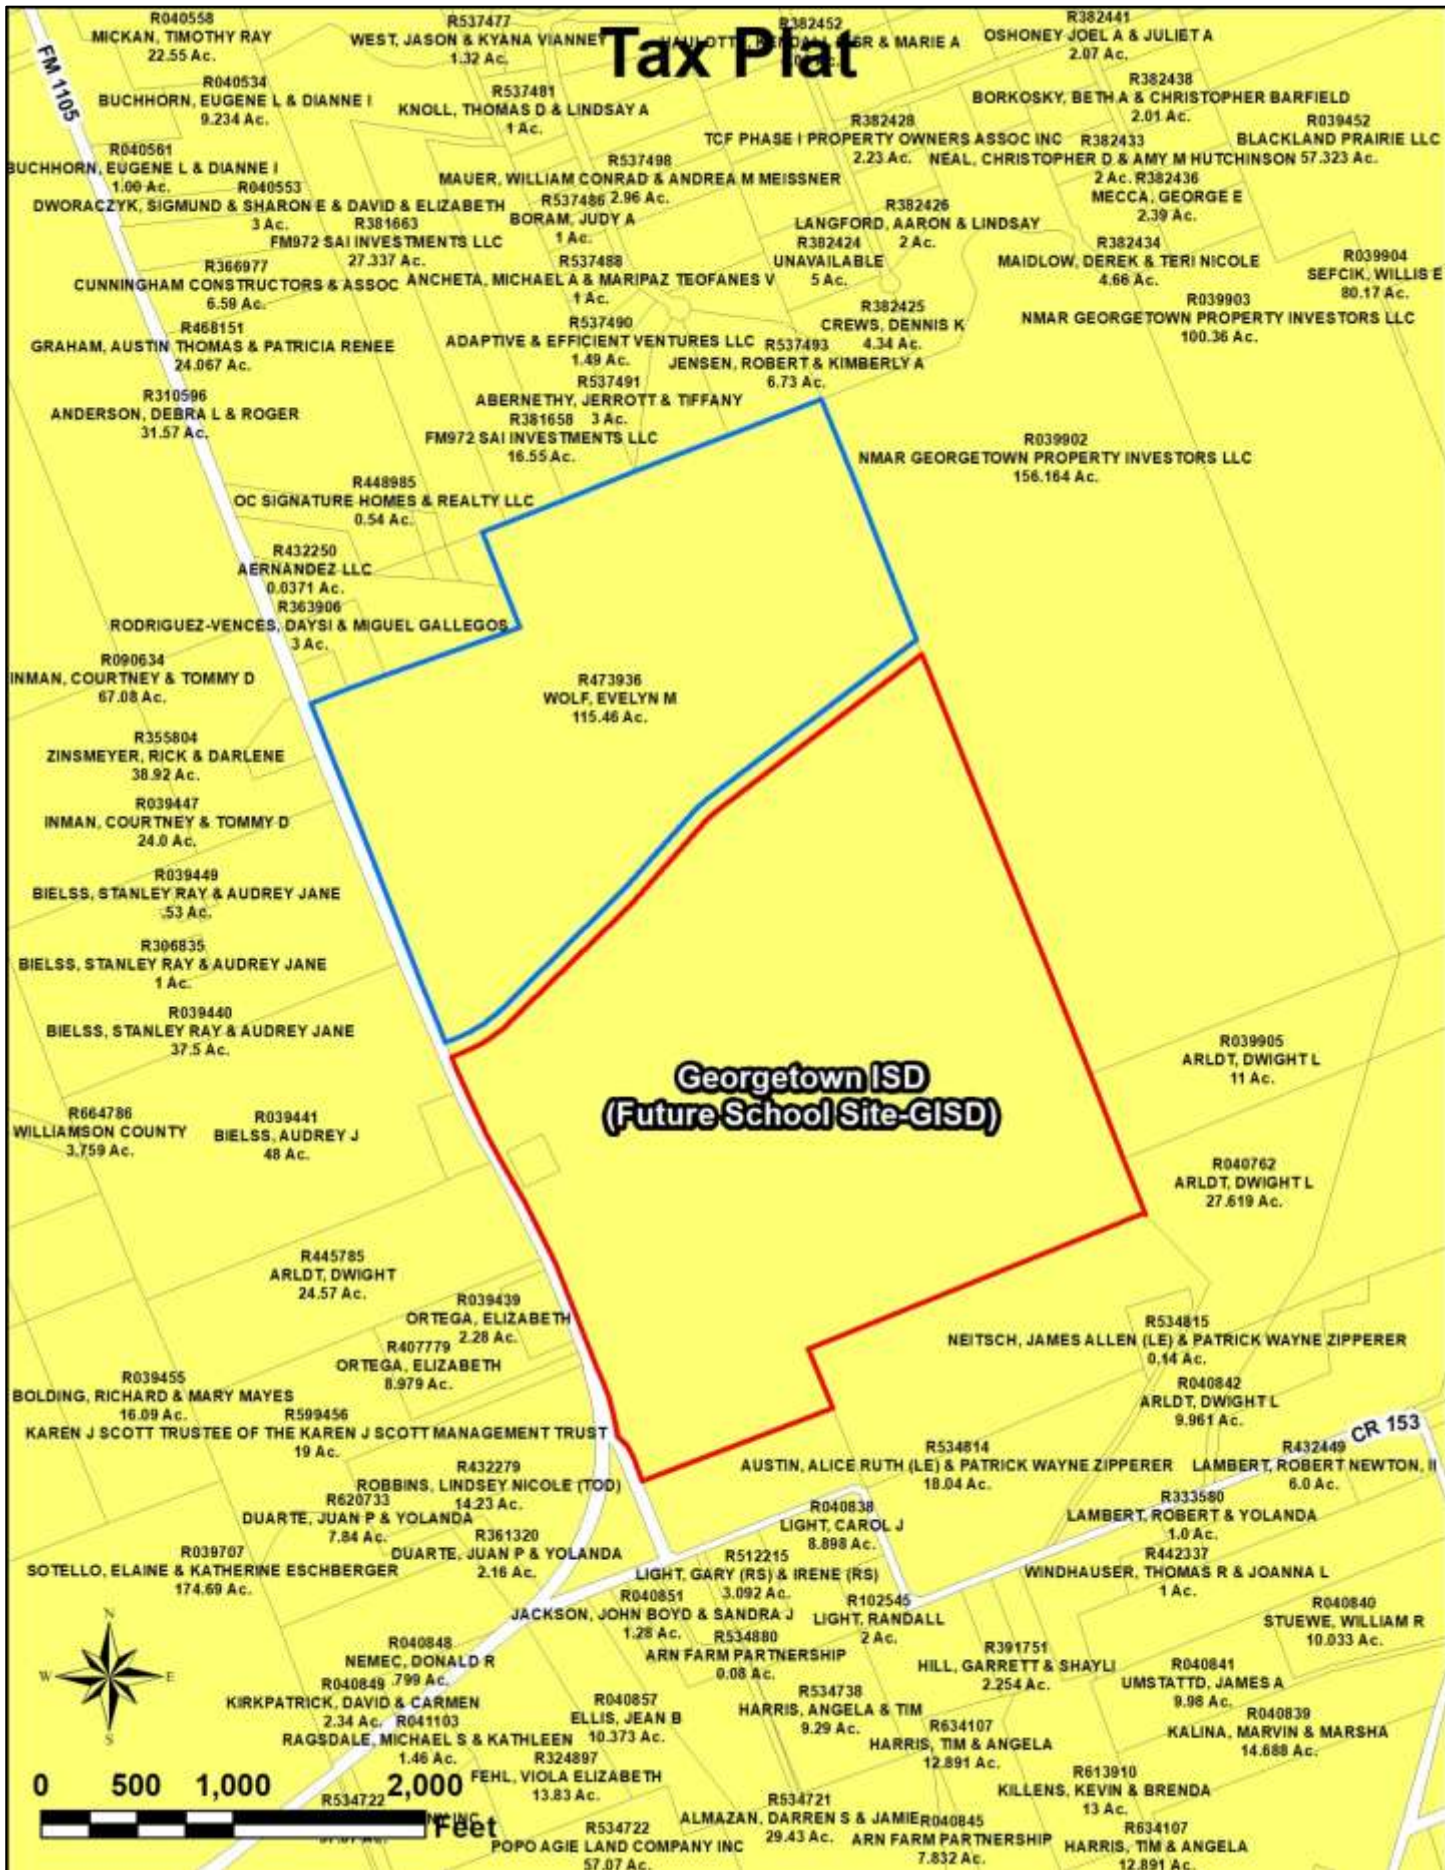 Tax Plat
R040558
MICKAN, TIMOTHY RAY
22.55 Ac.
R537477
WEST, JASON & KYANA VIANNEY
1.32 Ac.
R382452
SR & MARIE A
R382441
OSHONEY JOEL A & JULIET A
2.07 Ac.
FM 1105
R040534
BUCHHORN, EUGENE L & DIANNE I
9.234 Ac.
R537481
KNOLL, THOMAS D & LINDSAY A
1 Ac.
R382438
BORKOSKY, BETH A & CHRISTOPHER BARFIELD
2.01 Ac.
R382428
TCF PHASE I PROPERTY OWNERS ASSOC INC
2.23 Ac.
R382433
NEAL, CHRISTOPHER D & AMY M HUTCHINSON
2 Ac.
R039452
BLACKLAND PRAIRIE LLC
57.323 Ac.
R040561
BUCHHORN, EUGENE L & DIANNE I
1.00 Ac.
R537498
MAUER, WILLIAM CONRAD & ANDREA M MEISSNER
2.96 Ac.
R382436
MECCA, GEORGE E
2.39 Ac.
R040553
DWORACZYK, SIGMUND & SHARON E & DAVID & ELIZABETH
3 Ac.
R537486
BORAM, JUDY A
1 Ac.
R382426
LANGFORD, AARON & LINDSAY
2 Ac.
R381663
FM972 SAI INVESTMENTS LLC
27.337 Ac.
R382424
UNAVAILABLE
5 Ac.
R382434
MAIDLOW, DEREK & TERI NICOLE
4.66 Ac.
R039904
SEFCIK, WILLIS E
80.17 Ac.
R366977
CUNNINGHAM CONSTRUCTORS & ASSOC
6.59 Ac.
R537488
ANCHETA, MICHAEL A & MARIPAZ TEOFANES V
1 Ac.
R382425
CREWS, DENNIS K
4.34 Ac.
R039903
NMAR GEORGETOWN PROPERTY INVESTORS LLC
100.36 Ac.
R468151
GRAHAM, AUSTIN THOMAS & PATRICIA RENEE
24.067 Ac.
R537490
ADAPTIVE & EFFICIENT VENTURES LLC
1.49 Ac.
R537493
JENSEN, ROBERT & KIMBERLY A
6.73 Ac.
R310596
ANDERSON, DEBRA L & ROGER
31.57 Ac.
R537491
ABERNETHY, JERROTT & TIFFANY
3 Ac.
R381658
FM972 SAI INVESTMENTS LLC
16.55 Ac.
R039902
NMAR GEORGETOWN PROPERTY INVESTORS LLC
156.164 Ac.
R448985
OC SIGNATURE HOMES & REALTY LLC
0.54 Ac.
R432250
AERNANDEZ LLC
0.0371 Ac.
R363906
RODRIGUEZ-VENCES, DAYSI & MIGUEL GALLEGOS
3 Ac.
R090634
INMAN, COURTNEY & TOMMY D
67.08 Ac.
R473936
WOLF, EVELYN M
115.46 Ac.
R355804
ZINSMEYER, RICK & DARLENE
38.92 Ac.
R039447
INMAN, COURTNEY & TOMMY D
24.0 Ac.
R039449
BIELSS, STANLEY RAY & AUDREY JANE
.53 Ac.
R306835
BIELSS, STANLEY RAY & AUDREY JANE
1 Ac.
R039440
BIELSS, STANLEY RAY & AUDREY JANE
37.5 Ac.
Georgetown ISD
(Future School Site-GISD)
R039905
ARLDT, DWIGHT L
11 Ac.
R664786
WILLIAMSON COUNTY
3.759 Ac.
R039441
BIELSS, AUDREY J
48 Ac.
R040762
ARLDT, DWIGHT L
27.619 Ac.
R445785
ARLDT, DWIGHT
24.57 Ac.
R039439
ORTEGA, ELIZABETH
2.28 Ac.
R534815
NEITSCH, JAMES ALLEN (LE) & PATRICK WAYNE ZIPPERER
0.14 Ac.
R407779
ORTEGA, ELIZABETH
8.979 Ac.
R039455
BOLDING, RICHARD & MARY MAYES
16.09 Ac.
R040842
ARLDT, DWIGHT L
9.961 Ac.
CR 153
R599456
KAREN J SCOTT TRUSTEE OF THE KAREN J SCOTT MANAGEMENT TRUST
19 Ac.
R534814
AUSTIN, ALICE RUTH (LE) & PATRICK WAYNE ZIPPERER
18.04 Ac.
R432449
LAMBERT, ROBERT NEWTON, II
6.0 Ac.
R432279
ROBBINS, LINDSEY NICOLE (TOD)
14.23 Ac.
R620733
DUARTE, JUAN P & YOLANDA
7.84 Ac.
R040838
LIGHT, CAROL J
8.898 Ac.
R333580
LAMBERT, ROBERT & YOLANDA
1.0 Ac.
R361320
DUARTE, JUAN P & YOLANDA
2.16 Ac.
R039707
SOTELLO, ELAINE & KATHERINE ESCHBERGER
174.69 Ac.
R512215
LIGHT, GARY (RS) & IRENE (RS)
3.092 Ac.
R442337
WINDHAUSER, THOMAS R & JOANNA L
1 Ac.
R040851
JACKSON, JOHN BOYD & SANDRA J
1.28 Ac.
R102545
LIGHT, RANDALL
2 Ac.
R040840
STUEWE, WILLIAM R
10.033 Ac.
N
W
E
S
R040848
NEMEC, DONALD R
.799 Ac.
R534880
ARN FARM PARTNERSHIP
0.08 Ac.
R391751
HILL, GARRETT & SHAYLI
2.254 Ac.
R040841
UMSTATTD, JAMES A
9.98 Ac.
R040849
KIRKPATRICK, DAVID & CARMEN
2.34 Ac.
R040857
ELLIS, JEAN B
10.373 Ac.
R534738
HARRIS, ANGELA & TIM
9.29 Ac.
R040839
KALINA, MARVIN & MARSHA
14.688 Ac.
R041103
RAGSDALE, MICHAEL S & KATHLEEN
1.46 Ac.
R634107
HARRIS, TIM & ANGELA
12.891 Ac.
R324897
FEHL, VIOLA ELIZABETH
13.83 Ac.
R613910
KILLENS, KEVIN & BRENDA
13 Ac.
0 500 1,000 2,000
Feet
R534722
R534722
POPO AGIE LAND COMPANY INC
57.07 Ac.
R534721
ALMAZAN, DARREN S & JAMIE
29.43 Ac.
R040845
ARN FARM PARTNERSHIP
7.832 Ac.
R634107
HARRIS, TIM & ANGELA
12.891 Ac.